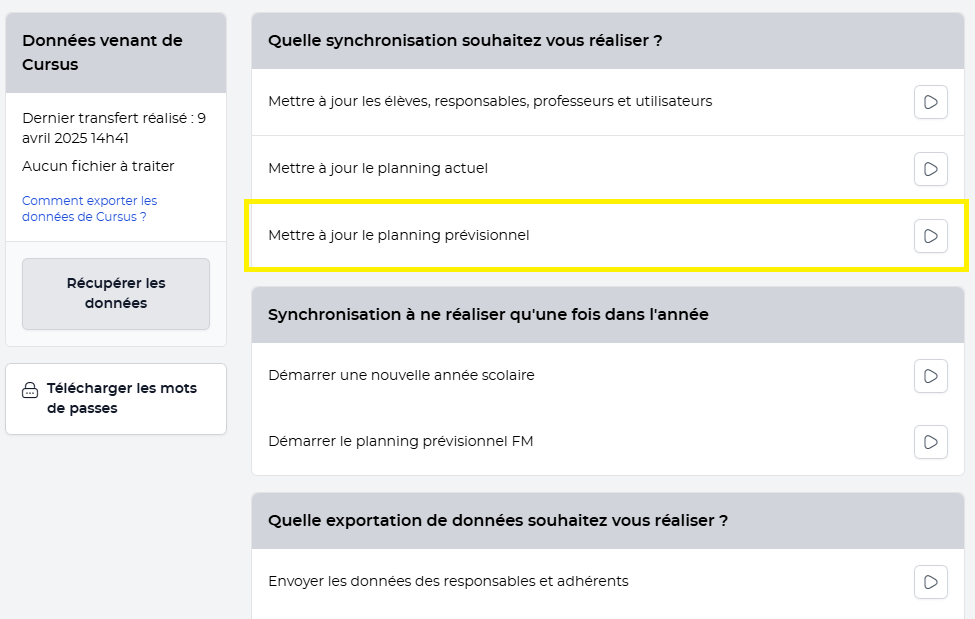 Données venant de
Cursus
Dernier transfert réalisé : 9
avril 2025 14h41
Aucun fichier à traiter
Comment exporter les
données de Cursus ?
Récupérer les
données
Télécharger les mots
de passes
Quelle synchronisation souhaitez vous réaliser ?
Mettre à jour les élèves, responsables, professeurs et utilisateurs
Mettre à jour le planning actuel
Mettre à jour le planning prévisionnel
Synchronisation à ne réaliser qu'une fois dans l'année
Démarrer une nouvelle année scolaire
Démarrer le planning prévisionnel FM
Quelle exportation de données souhaitez vous réaliser ?
Envoyer les données des responsables et adhérents